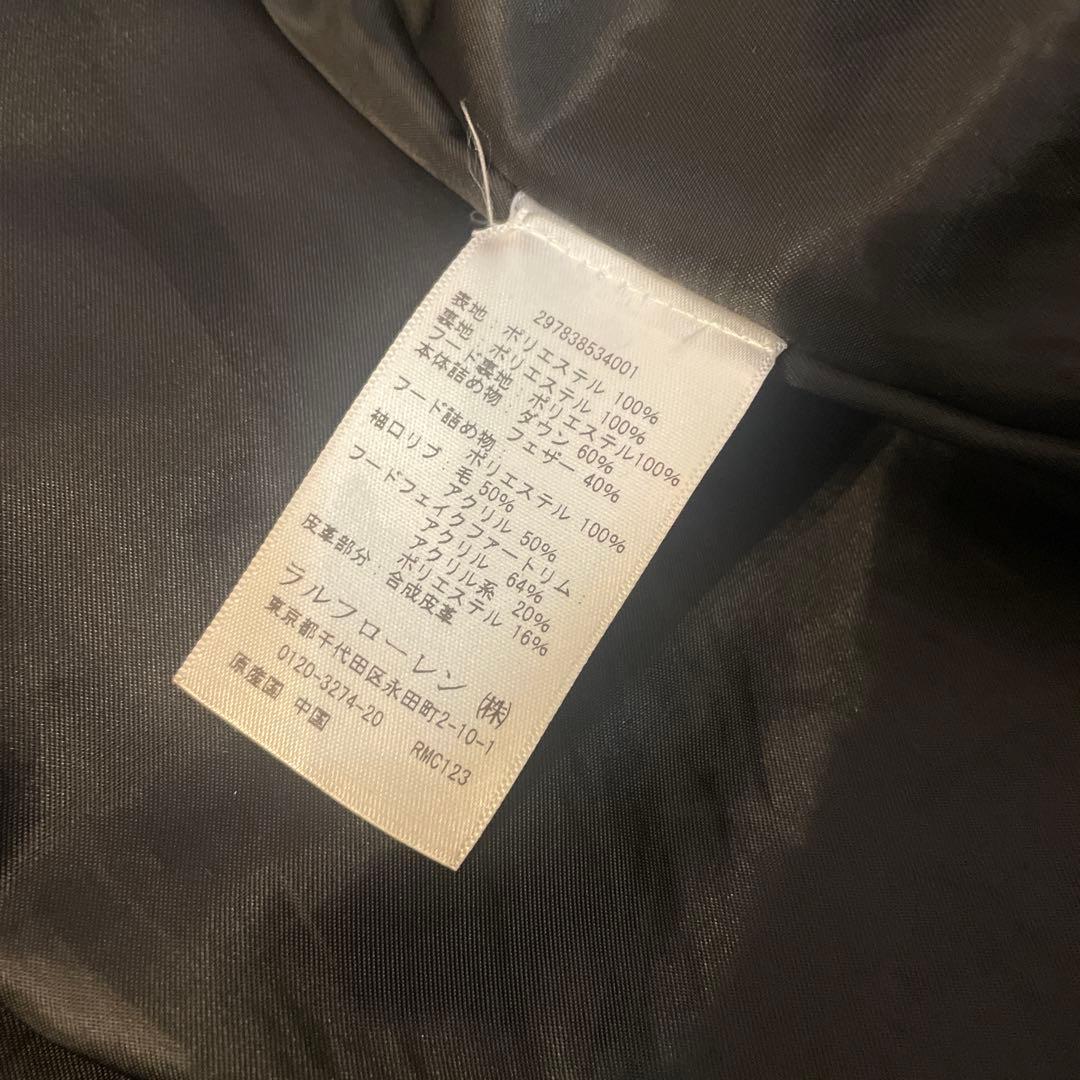 297838534001
表地：ポリエステル 100%
裏地：ポリエステル 100%
フード裏地：ポリエステル100%
本体詰め物：ダウン 60%
フェザー 40%
フード詰め物：
ポリエステル 100%
袖口リブ：毛 50%
アクリル 50%
フードフェイクファートリム：
アクリル 64%
アクリル系 20%
ポリエステル 16%
皮革部分：合成皮革
ラルフローレン ㈱
東京都千代田区永田町2-10-1
0120-3274-20 RMC123
原産国 中国